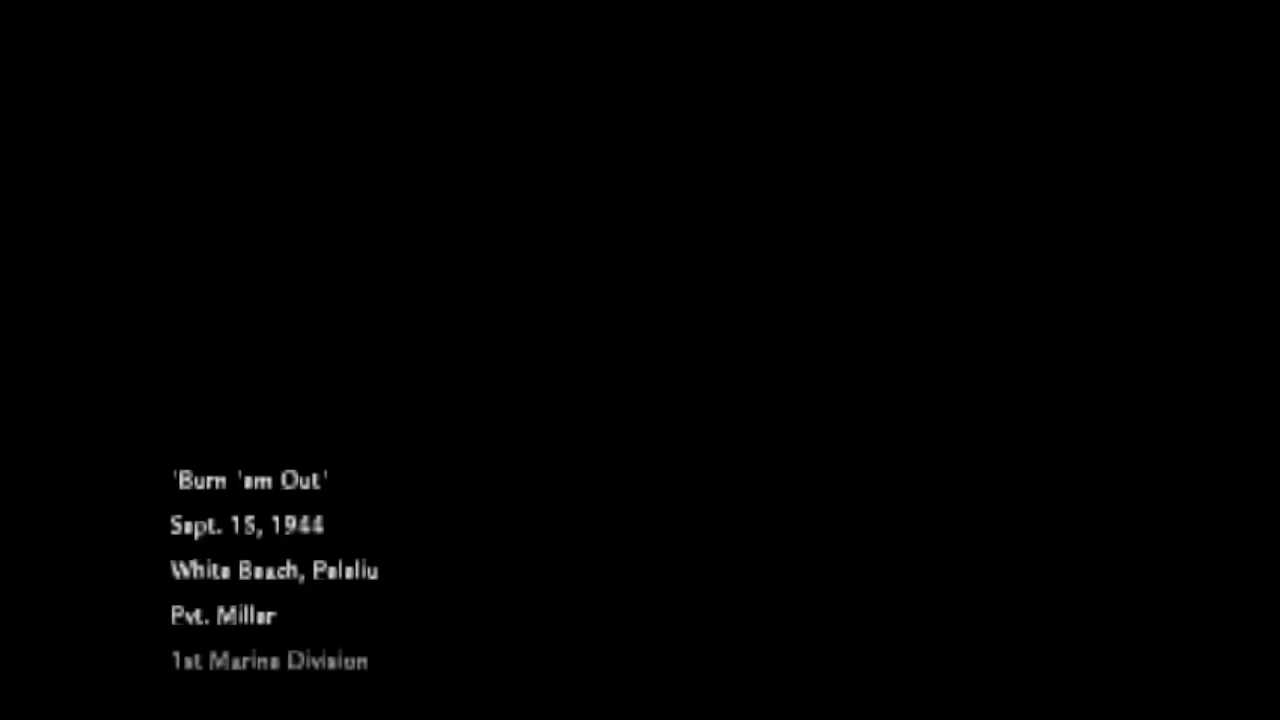 'Burn 'em Out'
Sept. 15, 1944
White Beach, Peleliu
Pvt. Miller
1st Marine Division